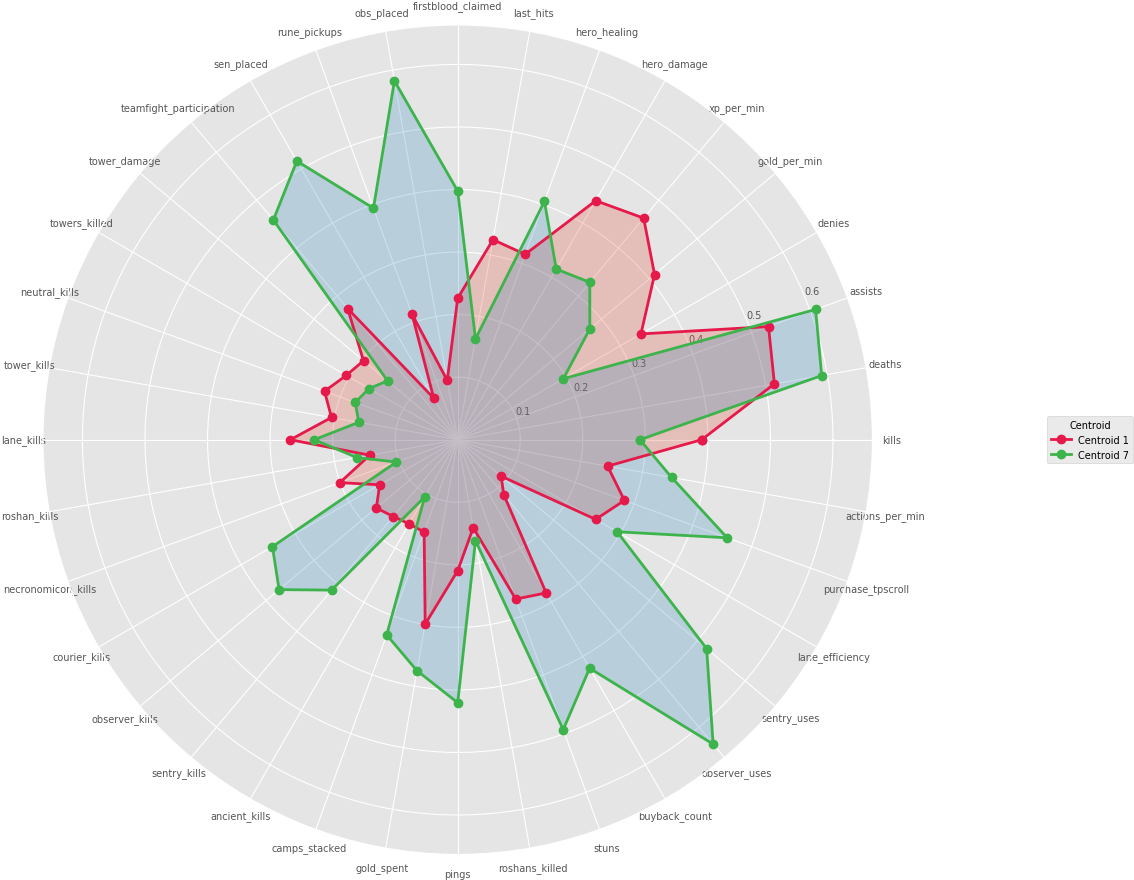 firstblood_claimed
obs_placed
last_hits
rune_pickups
hero_healing
sen_placed
hero_damage
teamfight_participation
xp_per_min
tower_damage
gold_per_min
towers_killed
denies
neutral_kills
assists
0.6
0.5
0.4
0.3
0.2
0.1
tower_kills
deaths
lane_kills
kills
Centroid
Centroid 1
Centroid 7
roshan_kills
actions_per_min
necronomicon_kills
purchase_tpscroll
courier_kills
lane_efficiency
observer_kills
sentry_uses
sentry_kills
observer_uses
ancient_kills
buyback_count
camps_stacked
stuns
gold_spent
roshans_killed
pings